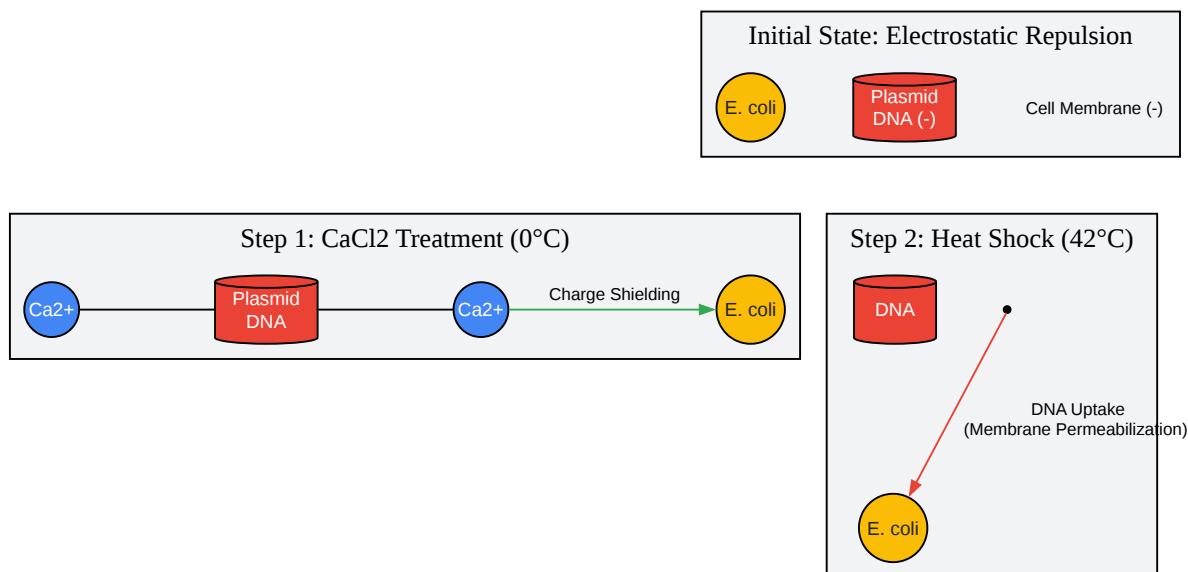 Initial State: Electrostatic Repulsion
E. coli
Plasmid
DNA (-)
Cell Membrane (-)
Step 1: CaCl2 Treatment (0°C)
Ca2+
Plasmid
DNA
Ca2+
Charge Shielding
E. coli
Step 2: Heat Shock (42°C)
DNA
DNA Uptake
(Membrane Permeabilization)
E. coli